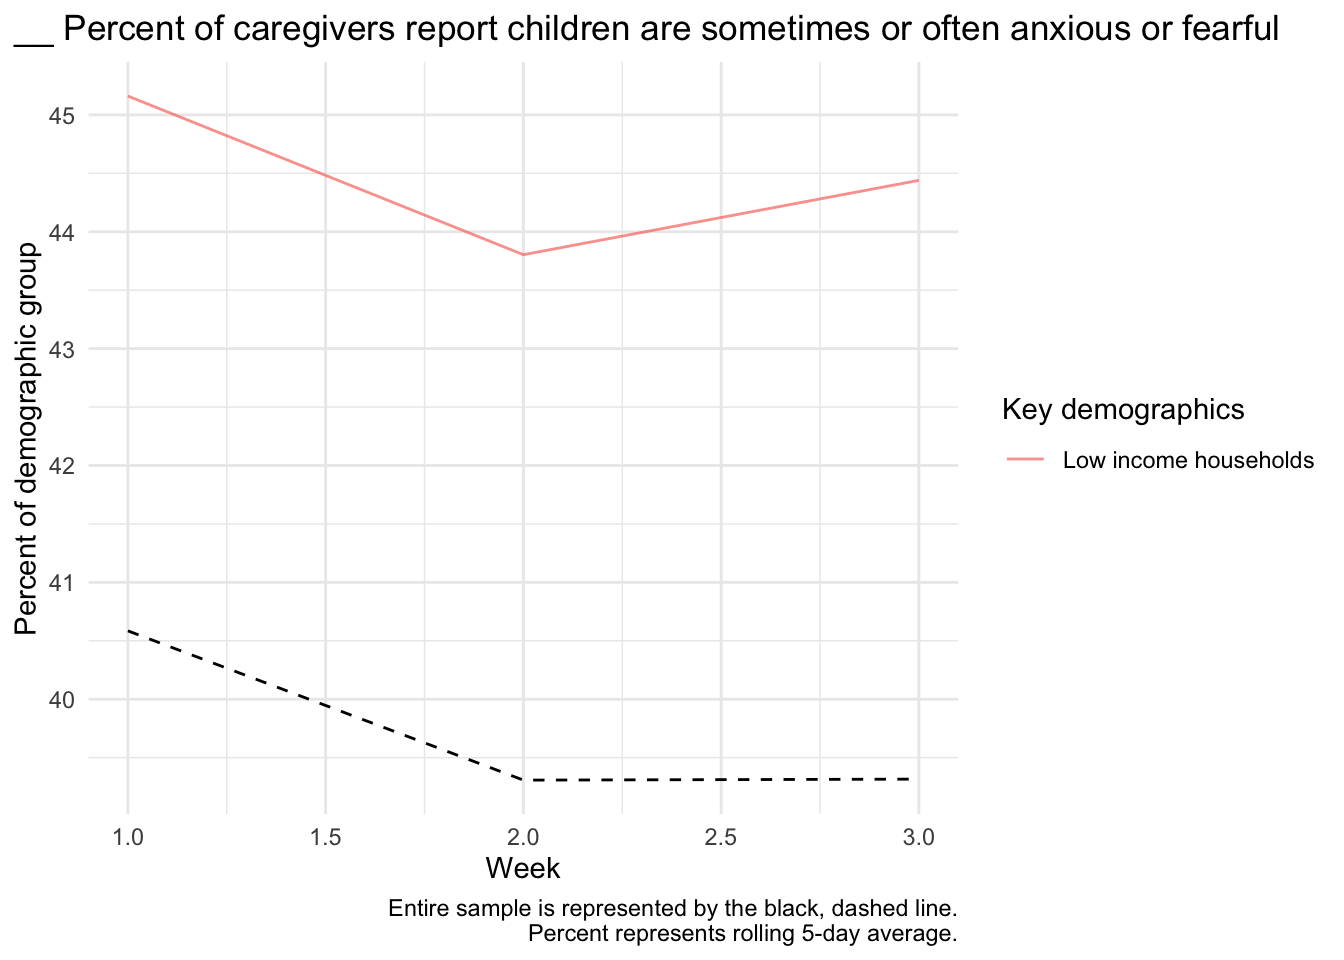 __ Percent of caregivers report children are sometimes or often anxious or fearful
45
44
43
42
41
40
Percent of demographic group
1.0
1.5
2.0
2.5
3.0
Week
Key demographics
Low income households
Entire sample is represented by the black, dashed line.
Percent represents rolling 5-day average.